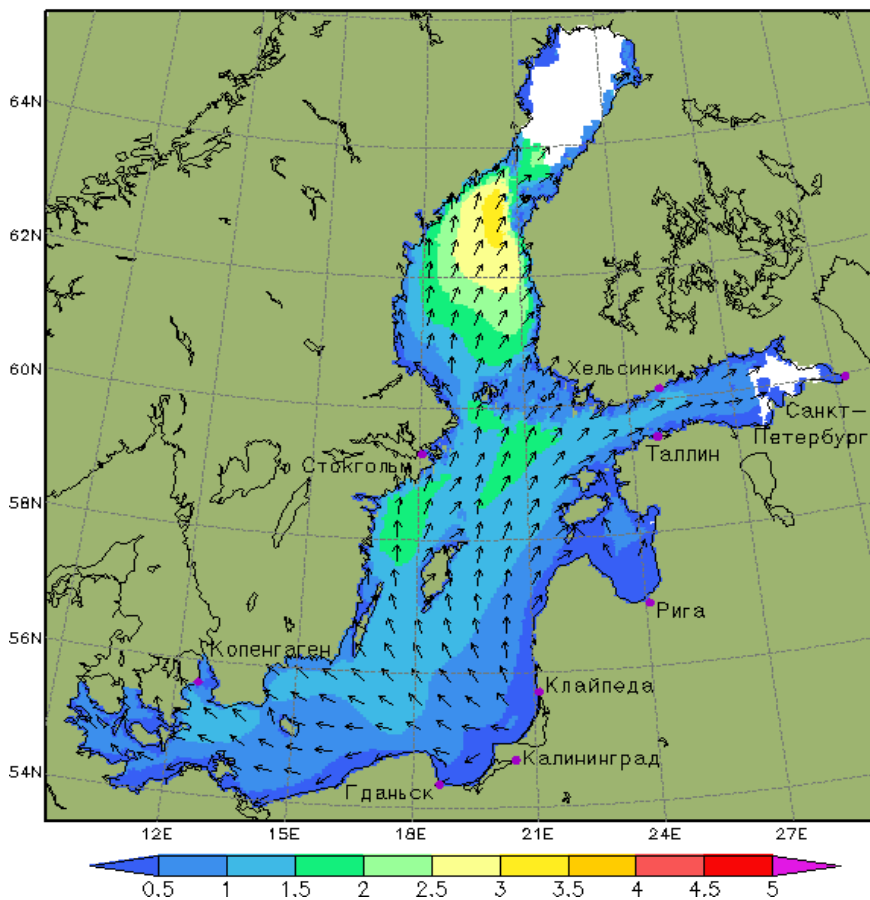 64N
62N
60N
Хельсинки
Санкт-
Петербург
Таллин
Стокгольм
58N
Рига
56N
Копенгаген
Клайпеда
54N
Калининград
Гданьск
12E 15E 18E 21E 24E 27E
0,5 1 1,5 2 2,5 3 3,5 4 4,5 5